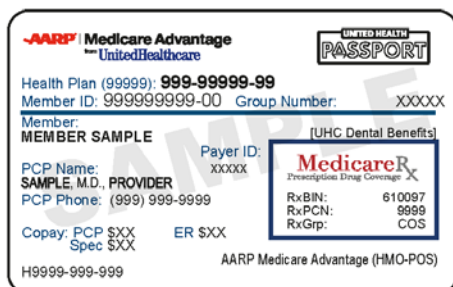 AARP | Medicare Advantage
from UnitedHealthcare
UNITED HEALTH
PASSPORT
Health Plan (99999): 999-99999-99
Member ID: 999999999-00 Group Number: XXXXX
Member:
MEMBER SAMPLE
[UHC Dental Benefits]
Payer ID:
XXXXX
PCP Name:
SAMPLE, M.D., PROVIDER
PCP Phone: (999) 999-9999
MedicareRx
Prescription Drug Coverage
RxBIN: 610097
RxPCN: 9999
RxGrp: COS
Copay: PCP $XX ER $XX
Spec $XX
AARP Medicare Advantage (HMO-POS)
H9999-999-999
SAMPLE